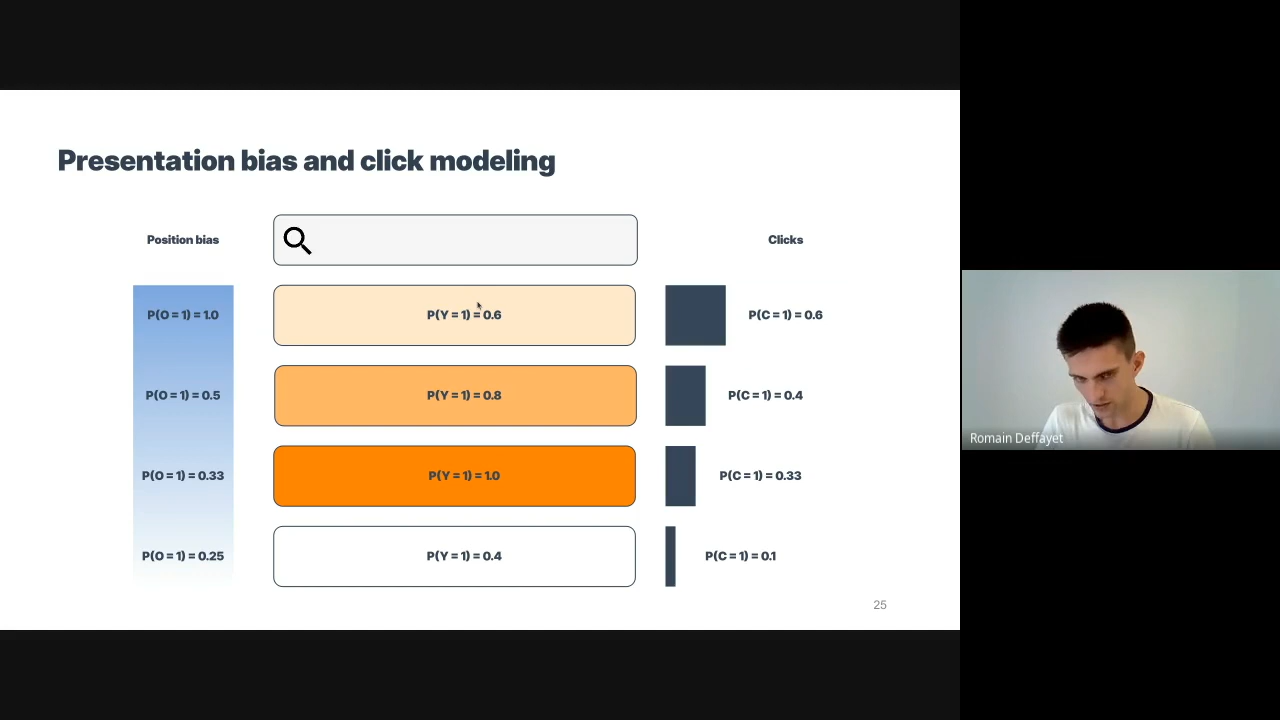 Presentation bias and click modeling
Position bias
Clicks
P(O = 1) = 1.0
P(Y = 1) = 0.6
P(C = 1) = 0.6
P(O = 1) = 0.5
P(Y = 1) = 0.8
P(C = 1) = 0.4
P(O = 1) = 0.33
P(Y = 1) = 1.0
P(C = 1) = 0.33
P(O = 1) = 0.25
P(Y = 1) = 0.4
P(C = 1) = 0.1
25
Romain Deffayet